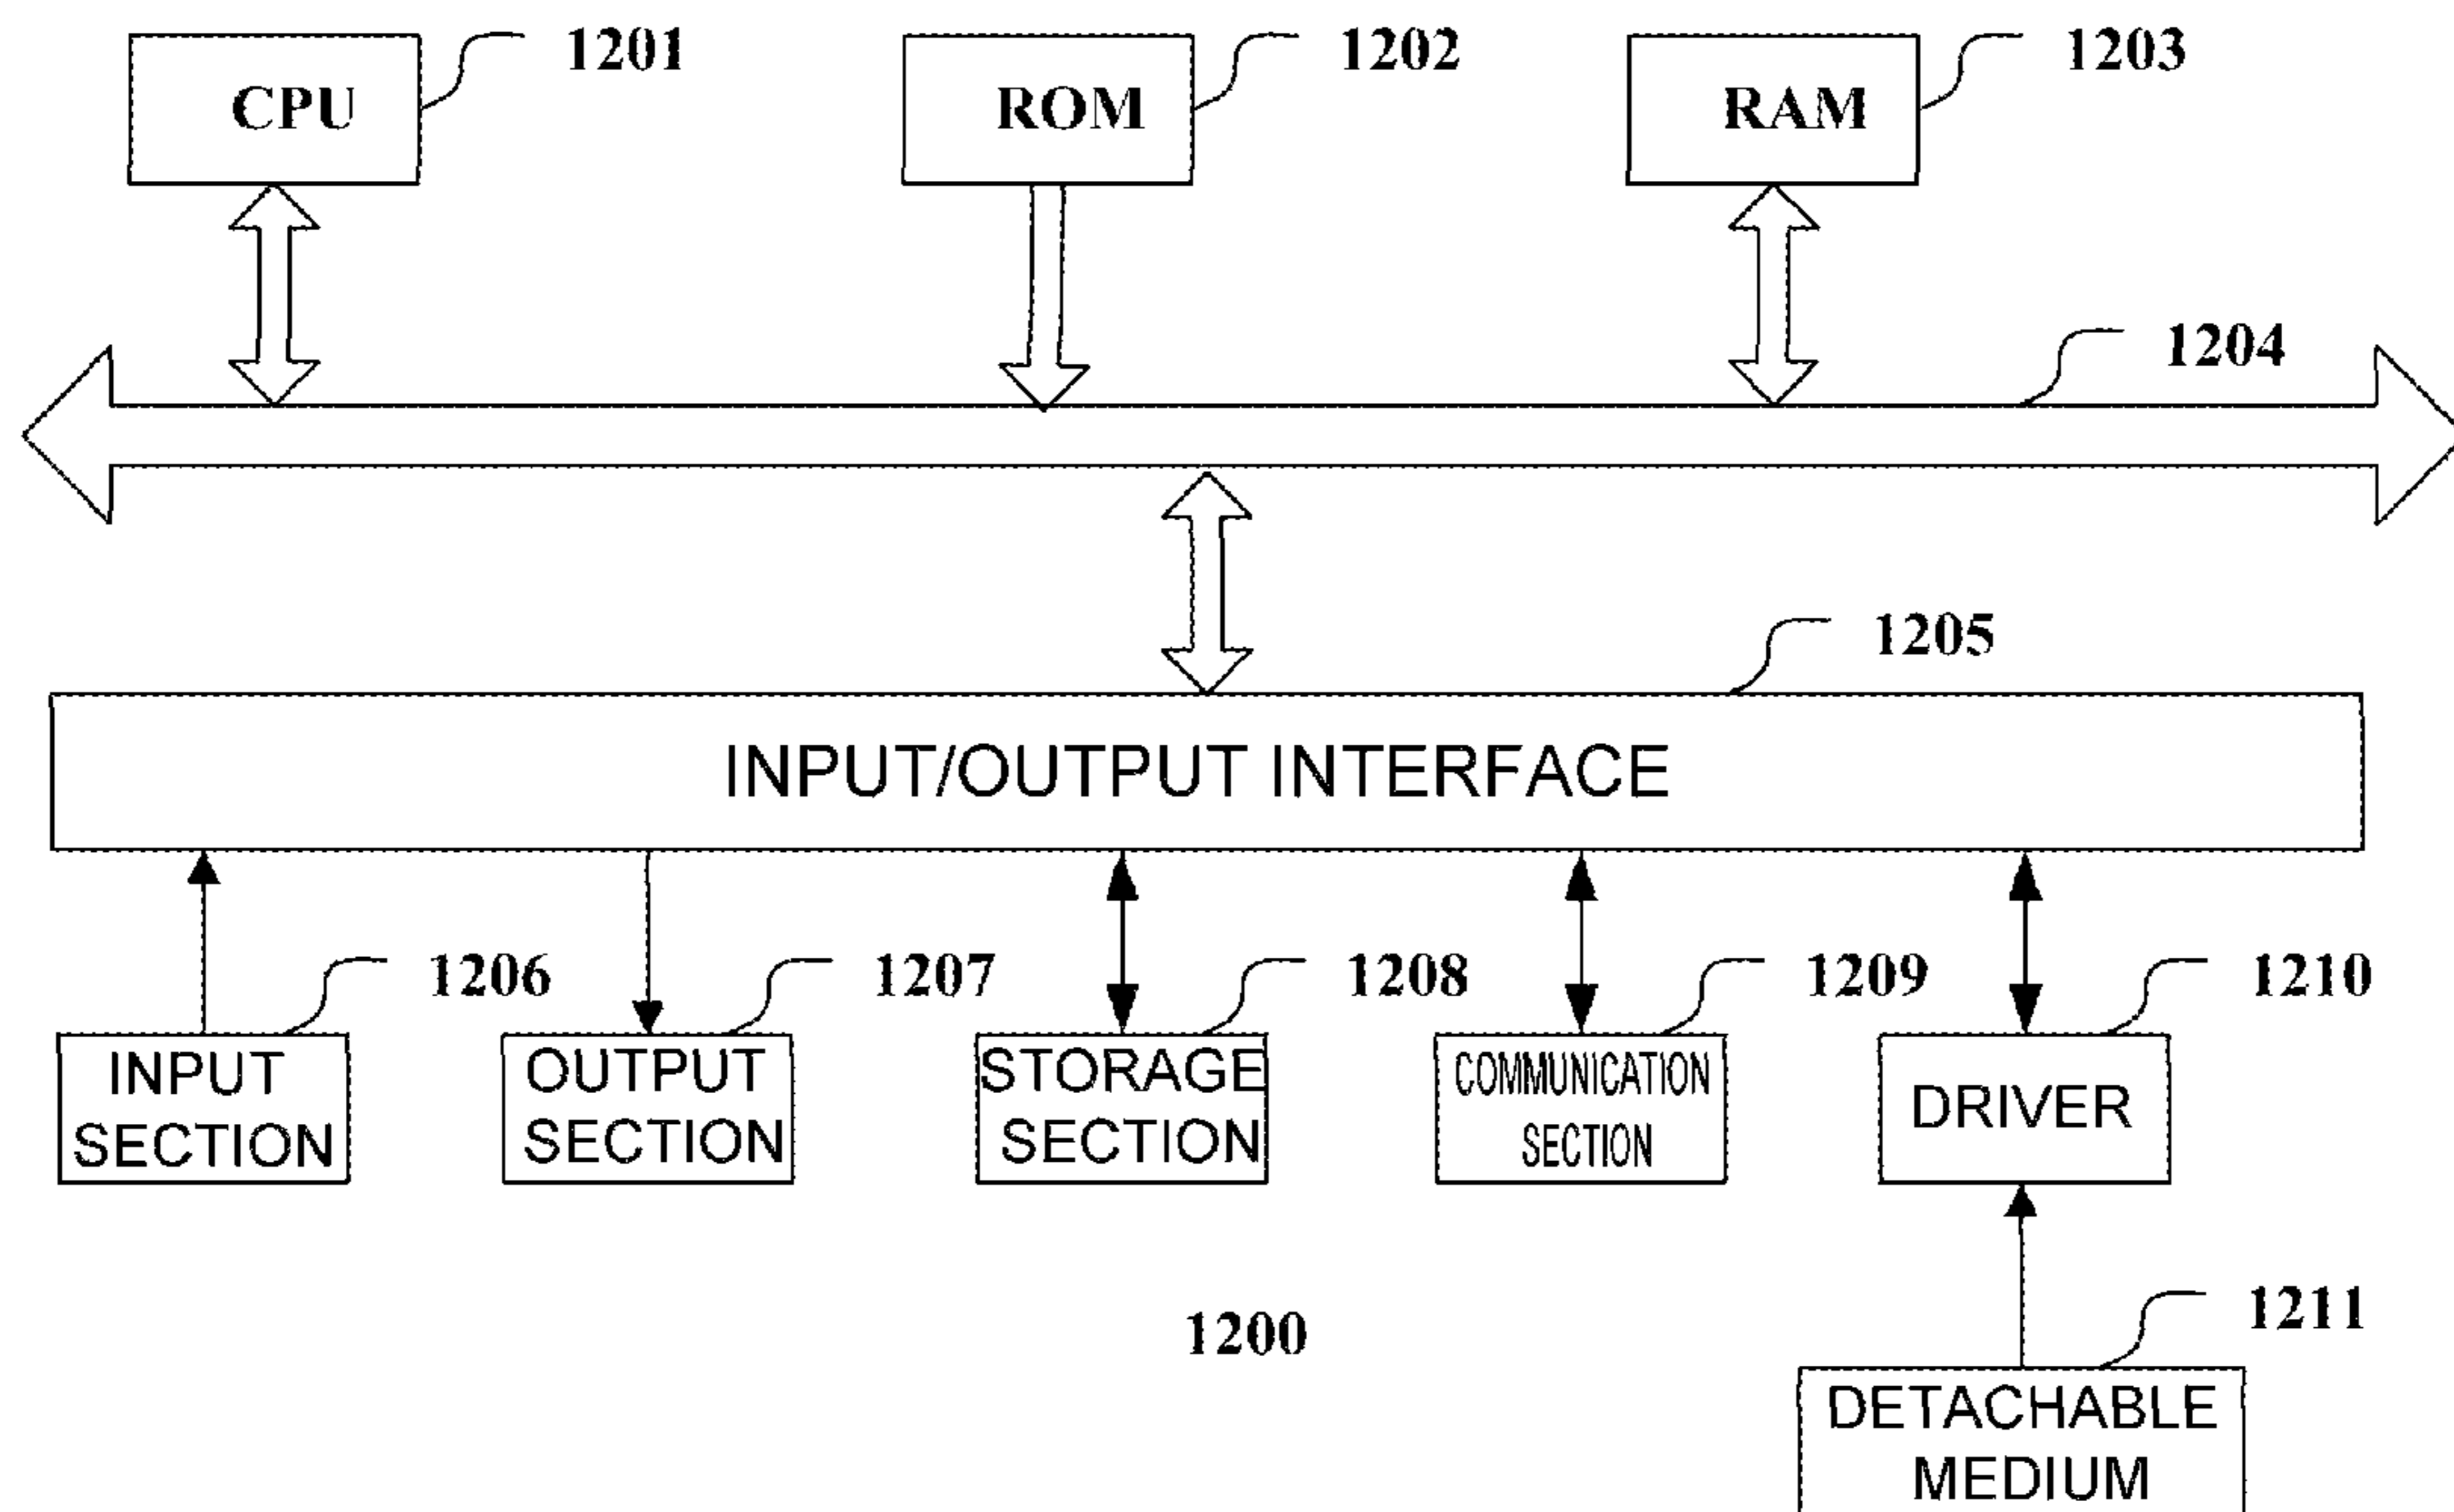 1201
1202
1203
CPU
ROM
RAM
1204
1205
INPUT/OUTPUT INTERFACE
1206
1207
1208
1209
1210
INPUT
SECTION
OUTPUT
SECTION
STORAGE
SECTION
COMMUNICATION
SECTION
DRIVER
1200
1211
DETACHABLE
MEDIUM